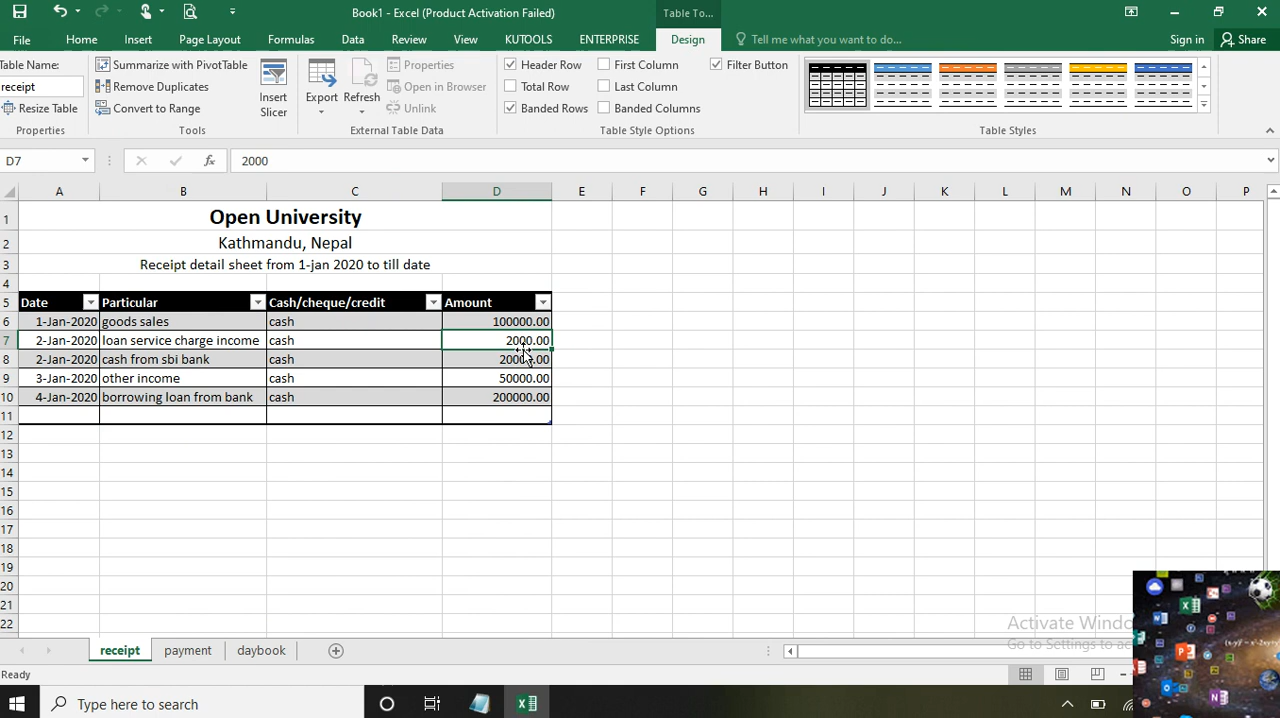 Book1 - Excel (Product Activation Failed)
Table To...
File Home Insert Page Layout Formulas Data Review View KUTOOLS ENTERPRISE Design Tell me what you want to do... Sign in Share
Table Name:
receipt
Resize Table
Properties
Summarize with PivotTable
Remove Duplicates
Convert to Range
Tools
Insert
Slicer
Export
Refresh
Properties
Open in Browser
Unlink
External Table Data
Header Row First Column Filter Button
Total Row Last Column
Banded Rows Banded Columns
Table Style Options
Table Styles
D7 fx 2000
A B C D E F G H I J K L M N O P
1 Open University
2 Kathmandu, Nepal
3 Receipt detail sheet from 1-jan 2020 to till date
4
5 Date Particular Cash/cheque/credit Amount
6 1-Jan-2020 goods sales cash 100000.00
7 2-Jan-2020 loan service charge income cash 2000.00
8 2-Jan-2020 cash from sbi bank cash
9 3-Jan-2020 other income cash 50000.00
10 4-Jan-2020 borrowing loan from bank cash 200000.00
11
12
13
14
15
16
17
18
19
20
21
22
Activate Windo
Go to Settings to ac
receipt payment daybook
Ready
Type here to search